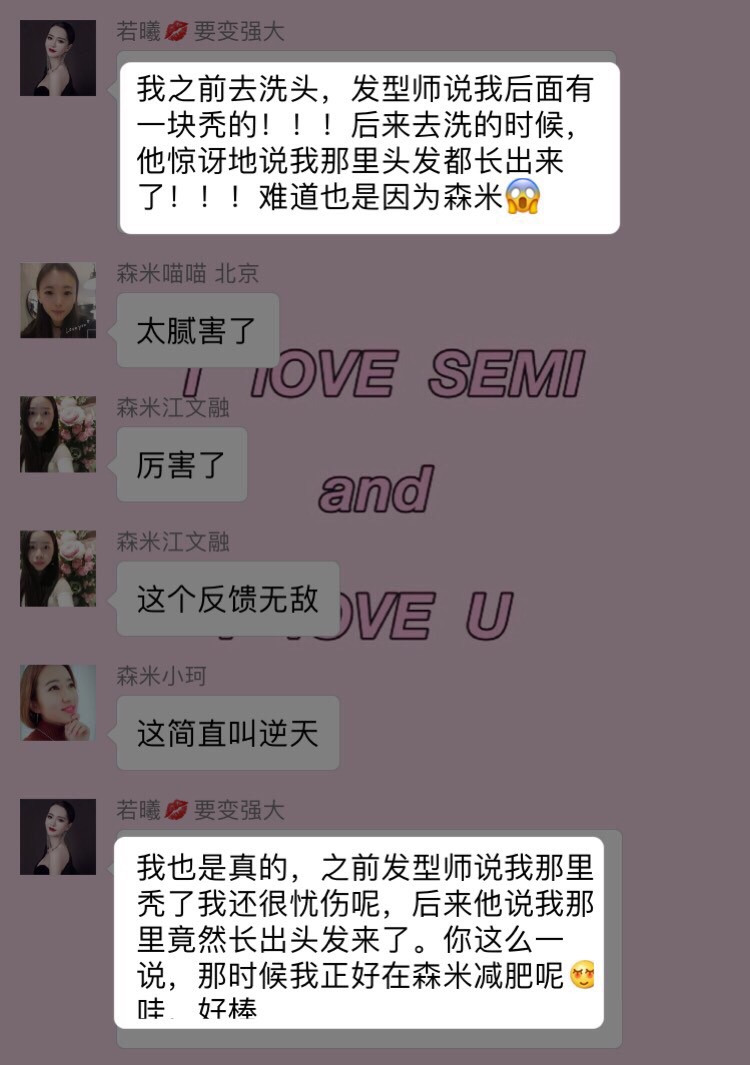 若曦💋要变强大
我之前去洗头，发型师说我后面有
一块秃的！！！后来去洗的时候，
他惊讶地说我那里头发都长出来
了！！！难道也是因为森米😱
森米喵喵 北京
太腻害了
I LOVE SEMI
森米江文融
厉害了
and
森米江文融
这个反馈无敌
I LOVE U
森米小珂
这简直叫逆天
若曦💋要变强大
我也是真的，之前发型师说我那里
秃了我还很忧伤呢，后来他说我那
里竟然长出头发来了。你这么一
说，那时候我正好在森米减肥呢😍
哇，好棒